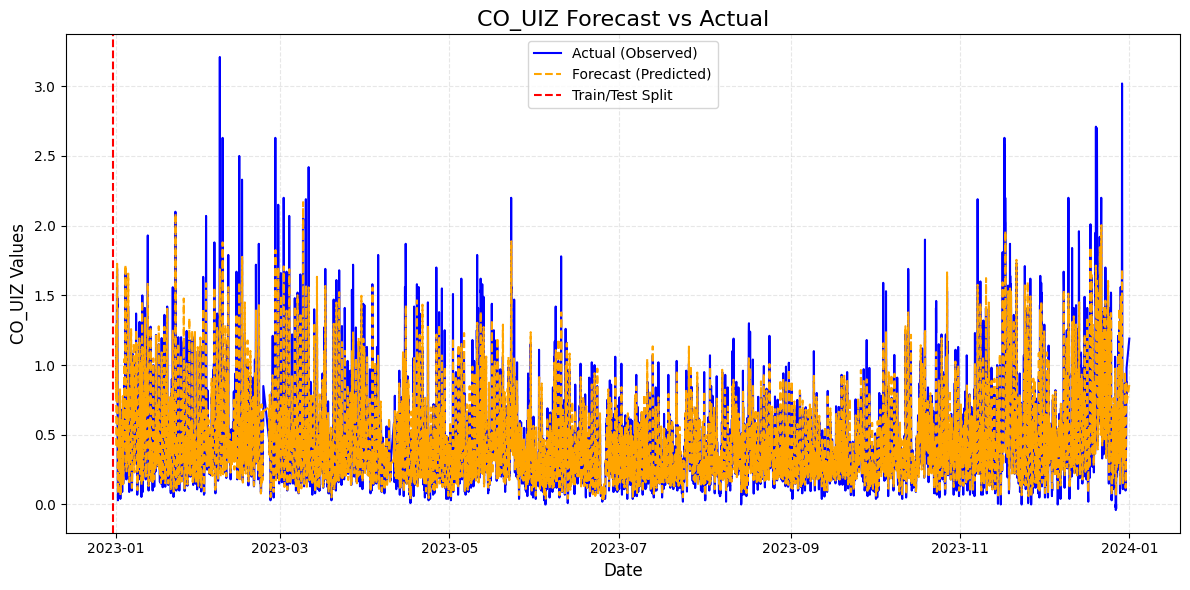 CO_UIZ Forecast vs Actual
Actual (Observed)
Forecast (Predicted)
Train/Test Split
CO_UIZ Values
3.0
2.5
2.0
1.5
1.0
0.5
0.0
2023-01
2023-03
2023-05
2023-07
2023-09
2023-11
2024-01
Date